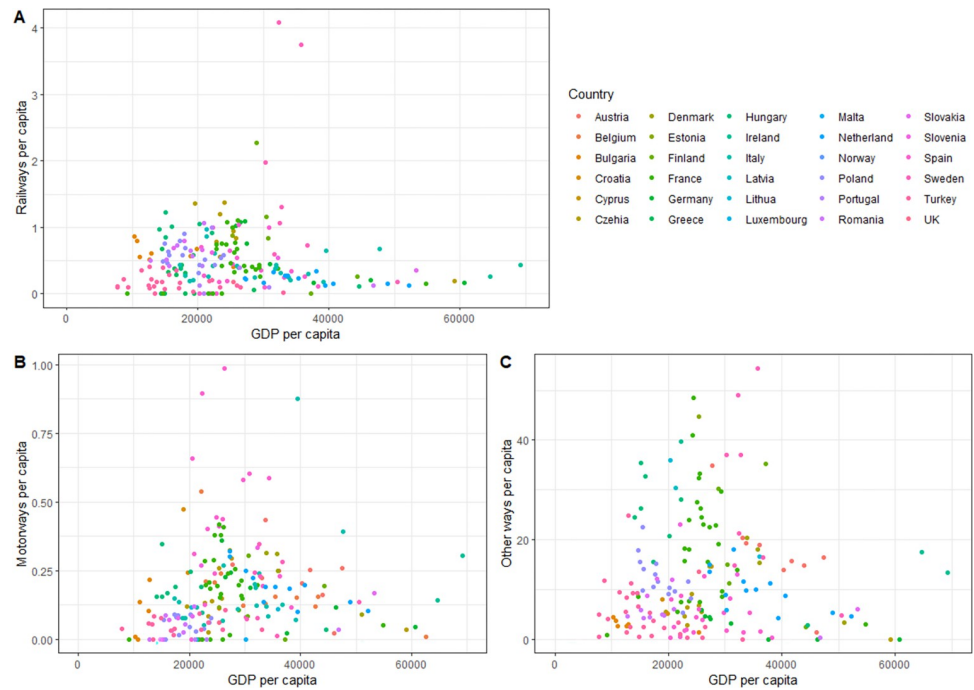 A
Railways per capita
4
3
2
1
0
0 20000 40000 60000
GDP per capita
Country
Austria Denmark Hungary Malta Slovakia
Belgium Estonia Ireland Netherland Slovenia
Bulgaria Finland Italy Norway Spain
Croatia France Latvia Poland Sweden
Cyprus Germany Lithua Portugal Turkey
Czehia Greece Luxembourg Romania UK
B
Motonways per capita
1.00
0.75
0.50
0.25
0.00
0 20000 40000 60000
GDP per capita
C
Other ways per capita
40
20
0
0 20000 40000 60000
GDP per capita